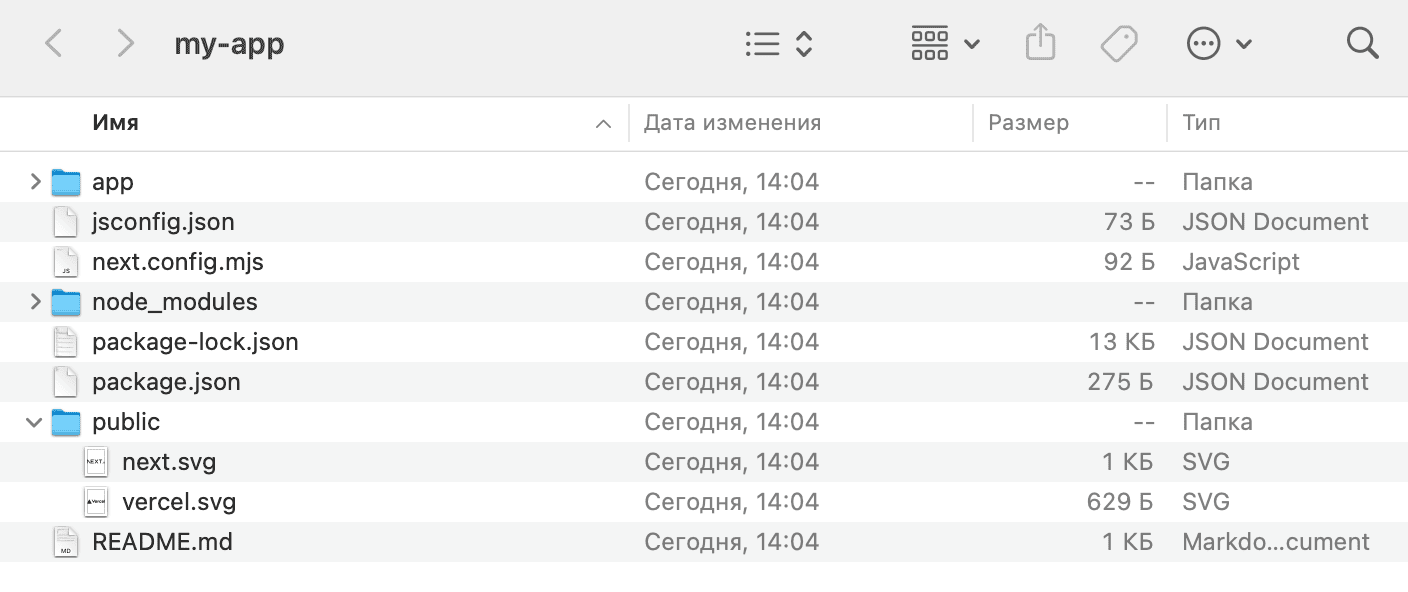 my-app
Имя Дата изменения Размер Тип
app Сегодня, 14:04 -- Папка
jsconfig.json Сегодня, 14:04 73 Б JSON Document
next.config.mjs Сегодня, 14:04 92 Б JavaScript
node_modules Сегодня, 14:04 -- Папка
package-lock.json Сегодня, 14:04 13 КБ JSON Document
package.json Сегодня, 14:04 275 Б JSON Document
public Сегодня, 14:04 -- Папка
next.svg Сегодня, 14:04 1 КБ SVG
vercel.svg Сегодня, 14:04 629 Б SVG
README.md Сегодня, 14:04 1 КБ Markdo...cument